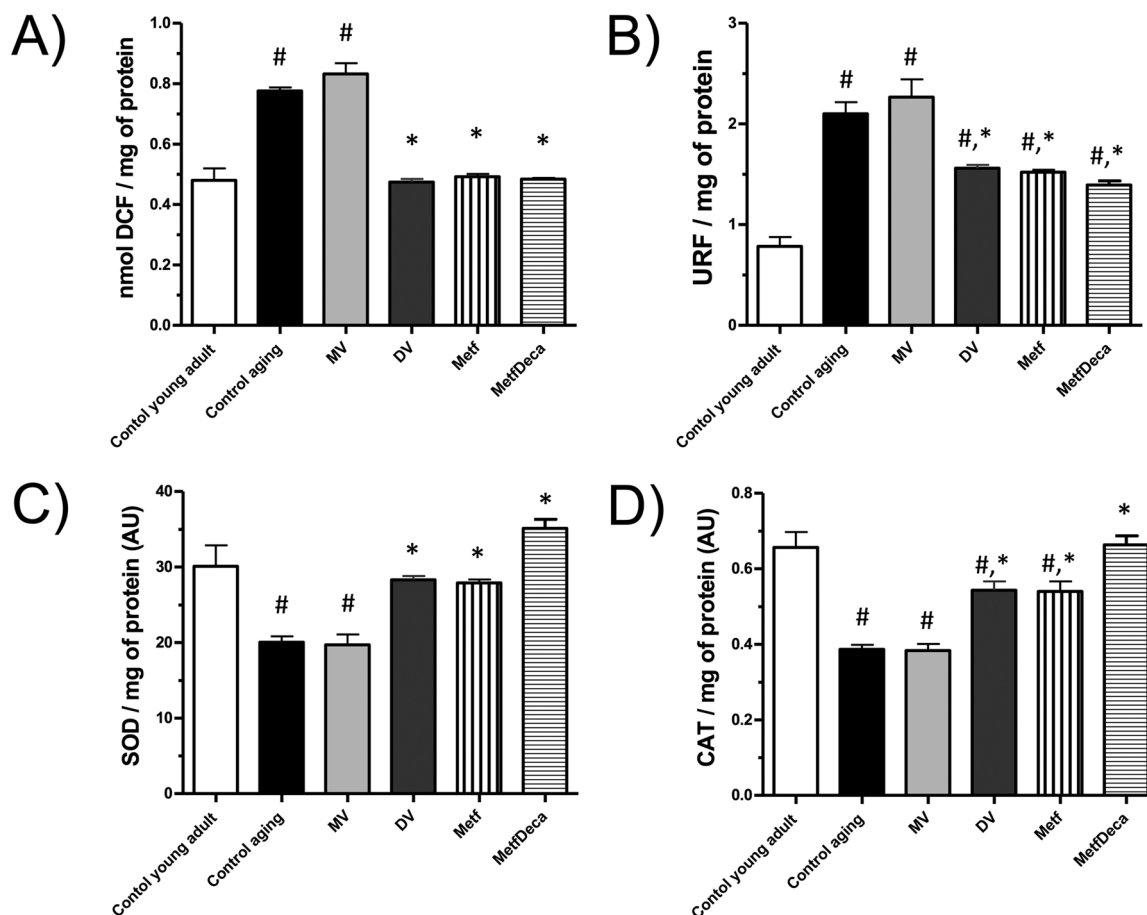 A)
nmol DCF / mg of protein
1.0
0.8
0.6
0.4
0.2
0.0
#
#
*
*
*
Contol young adult
Control aging
MV
DV
Metf
MetfDeca
B)
URF / mg of protein
3
2
1
0
#
#
#,*
#,*
#,*
Contol young adult
Control aging
MV
DV
Metf
MetfDeca
C)
SOD / mg of protein (AU)
40
30
20
10
0
#
#
*
*
*
Contol young adult
Control aging
MV
DV
Metf
MetfDeca
D)
CAT / mg of protein (AU)
0.8
0.6
0.4
0.2
0.0
#
#
#,*
#,*
*
Contol young adult
Control aging
MV
DV
Metf
MetfDeca